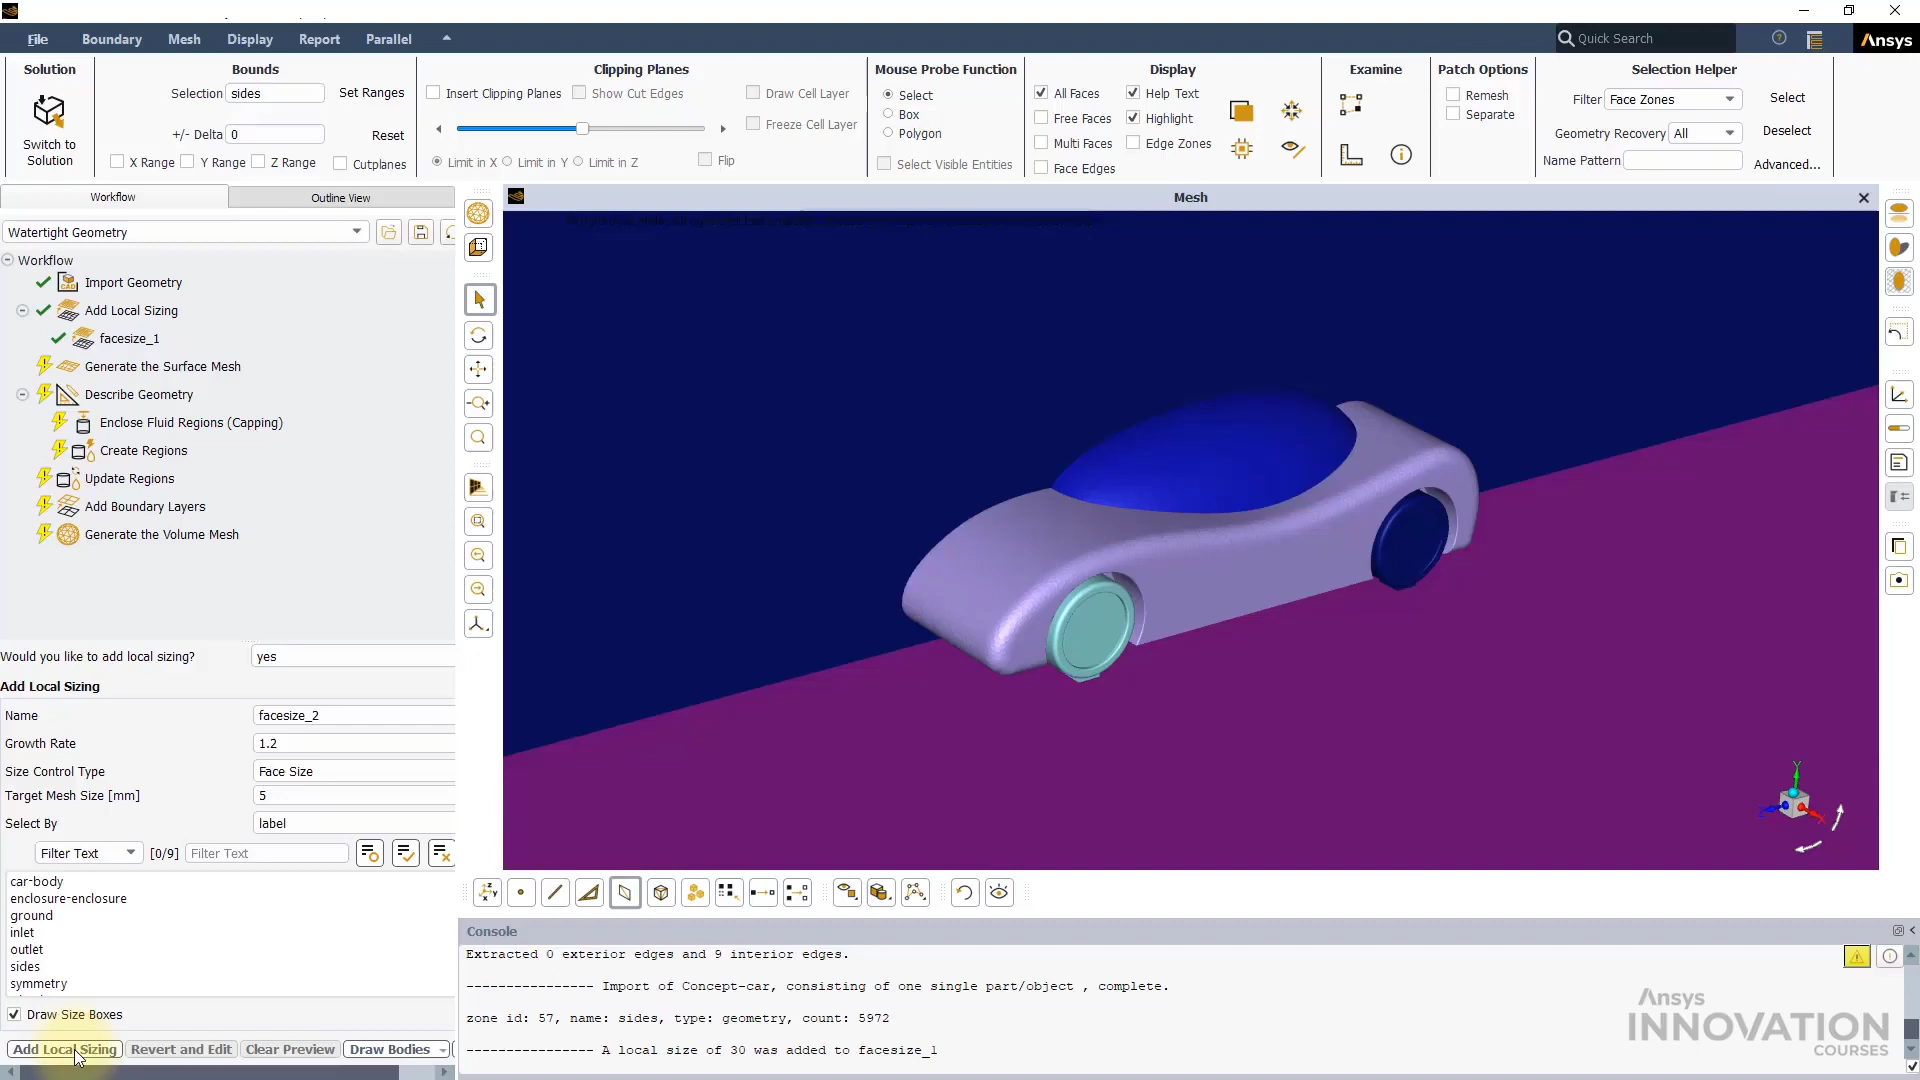 File Boundary Mesh Display Report Parallel
Quick Search
Ansys
Solution
Switch to
Solution
Bounds
Selection sides Set Ranges
+/- Delta 0 Reset
X Range Y Range Z Range Cutplanes
Clipping Planes
Insert Clipping Planes Show Cut Edges Draw Cell Layer
Freeze Cell Layer
Limit in X Limit in Y Limit in Z Flip
Mouse Probe Function
Select
Box
Polygon
Select Visible Entities
Display
All Faces Help Text
Free Faces Highlight
Multi Faces Edge Zones
Face Edges
Examine
Patch Options
Remesh
Separate
Selection Helper
Filter Face Zones Select
Geometry Recovery All Deselect
Name Pattern Advanced...
Workflow Outline View
Mesh
Watertight Geometry
Workflow
Import Geometry
Add Local Sizing
facesize_1
Generate the Surface Mesh
Describe Geometry
Enclose Fluid Regions (Capping)
Create Regions
Update Regions
Add Boundary Layers
Generate the Volume Mesh
Would you like to add local sizing? yes
Add Local Sizing
Name facesize_2
Growth Rate 1.2
Size Control Type Face Size
Target Mesh Size [mm] 5
Select By label
Filter Text [0/9] Filter Text
car-body
enclosure-enclosure
ground
inlet
outlet
sides
symmetry
Draw Size Boxes
Add Local Sizing Revert and Edit Clear Preview Draw Bodies
Y
X
Console
Extracted 0 exterior edges and 9 interior edges.
---------------- Import of Concept-car, consisting of one single part/object , complete.
zone id: 57, name: sides, type: geometry, count: 5972
---------------- A local size of 30 was added to facesize_1
Ansys
INNOVATION
COURSES